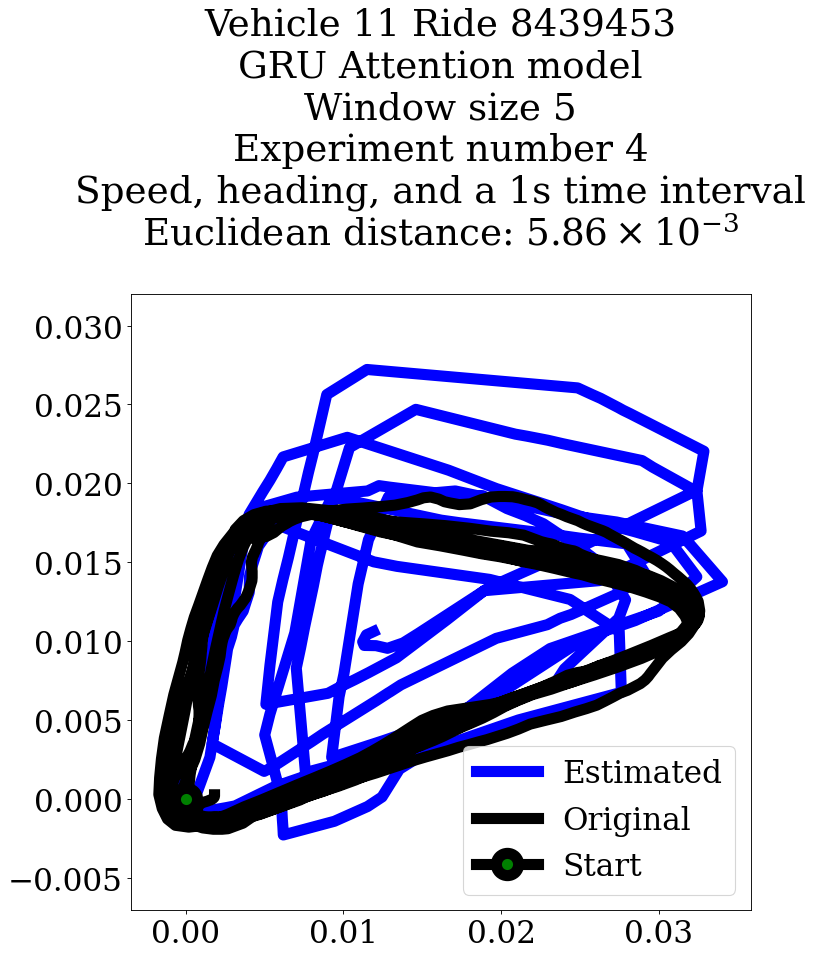 Vehicle 11 Ride 8439453
GRU Attention model
Window size 5
Experiment number 4
Speed, heading, and a 1s time interval
Euclidean distance: 5.86 × 10⁻³
0.030
0.025
0.020
0.015
0.010
0.005
0.000
−0.005
Estimated
Original
Start
0.00 0.01 0.02 0.03